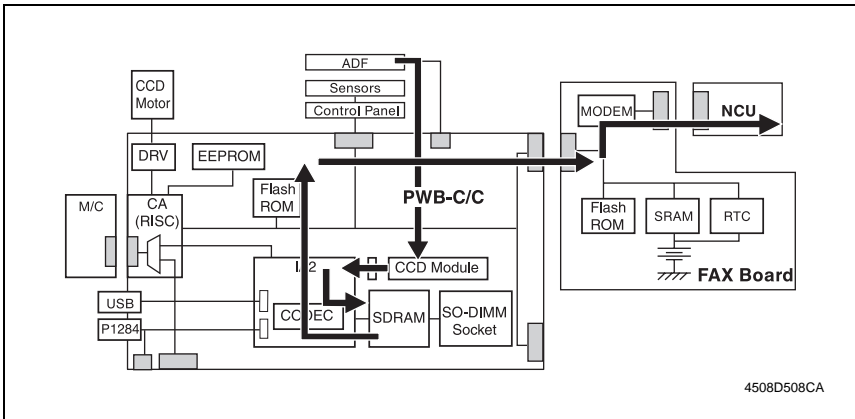 ADF
Sensors
Control Panel
CCD
Motor
DRV
EEPROM
MODEM
NCU
M/C
CA
(RISC)
Flash
ROM
PWB-C/C
Flash
ROM
SRAM
RTC
CCD Module
FAX Board
USB
P1284
CODEC
SDRAM
SO-DIMM
Socket
4508D508CA